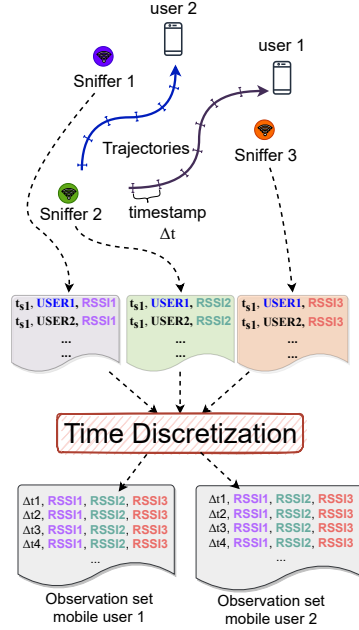 user 2
user 1
Sniffer 1
Trajectories
Sniffer 3
Sniffer 2
timestamp
Δt
ts1, USER1, RSSI1
ts1, USER2, RSSI1
...
...
ts1, USER1, RSSI2
ts1, USER2, RSSI2
...
...
ts1, USER1, RSSI3
ts1, USER2, RSSI3
...
...
Time Discretization
Δt1, RSSI1, RSSI2, RSSI3
Δt2, RSSI1, RSSI2, RSSI3
Δt3, RSSI1, RSSI2, RSSI3
Δt4, RSSI1, RSSI2, RSSI3
...
Observation set
mobile user 1
Δt1, RSSI1, RSSI2, RSSI3
Δt2, RSSI1, RSSI2, RSSI3
Δt3, RSSI1, RSSI2, RSSI3
Δt4, RSSI1, RSSI2, RSSI3
...
Observation set
mobile user 2